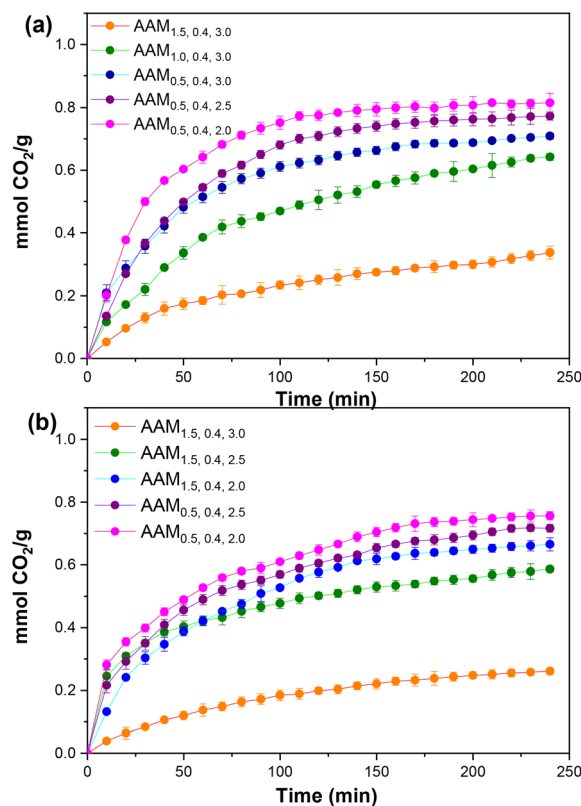 (a)
AAM1.5, 0.4, 3.0
AAM1.0, 0.4, 3.0
AAM0.5, 0.4, 3.0
AAM0.5, 0.4, 2.5
AAM0.5, 0.4, 2.0
mmol CO2/g
1.0
0.8
0.6
0.4
0.2
0.0
0 50 100 150 200 250
Time (min)
(b)
AAM1.5, 0.4, 3.0
AAM1.5, 0.4, 2.5
AAM1.5, 0.4, 2.0
AAM0.5, 0.4, 2.5
AAM0.5, 0.4, 2.0
mmol CO2/g
1.0
0.8
0.6
0.4
0.2
0.0
0 50 100 150 200 250
Time (min)